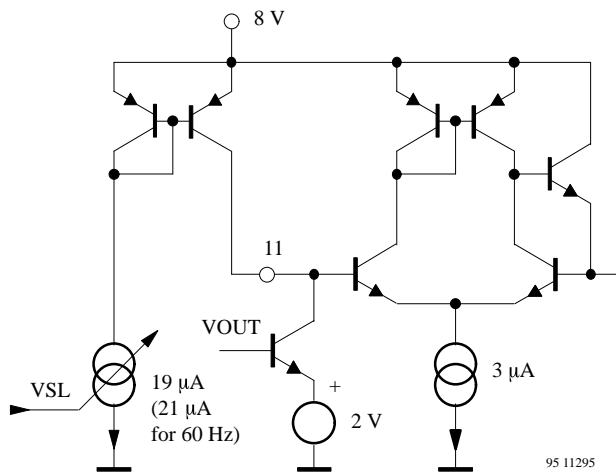 8 V
11
VOUT
VSL
19 µA
(21 µA
for 60 Hz)
+
2 V
3 µA
95 11295